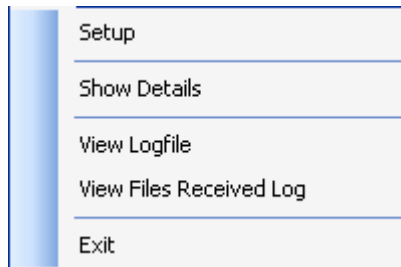 Setup
Show Details
View Logfile
View Files Received Log
Exit